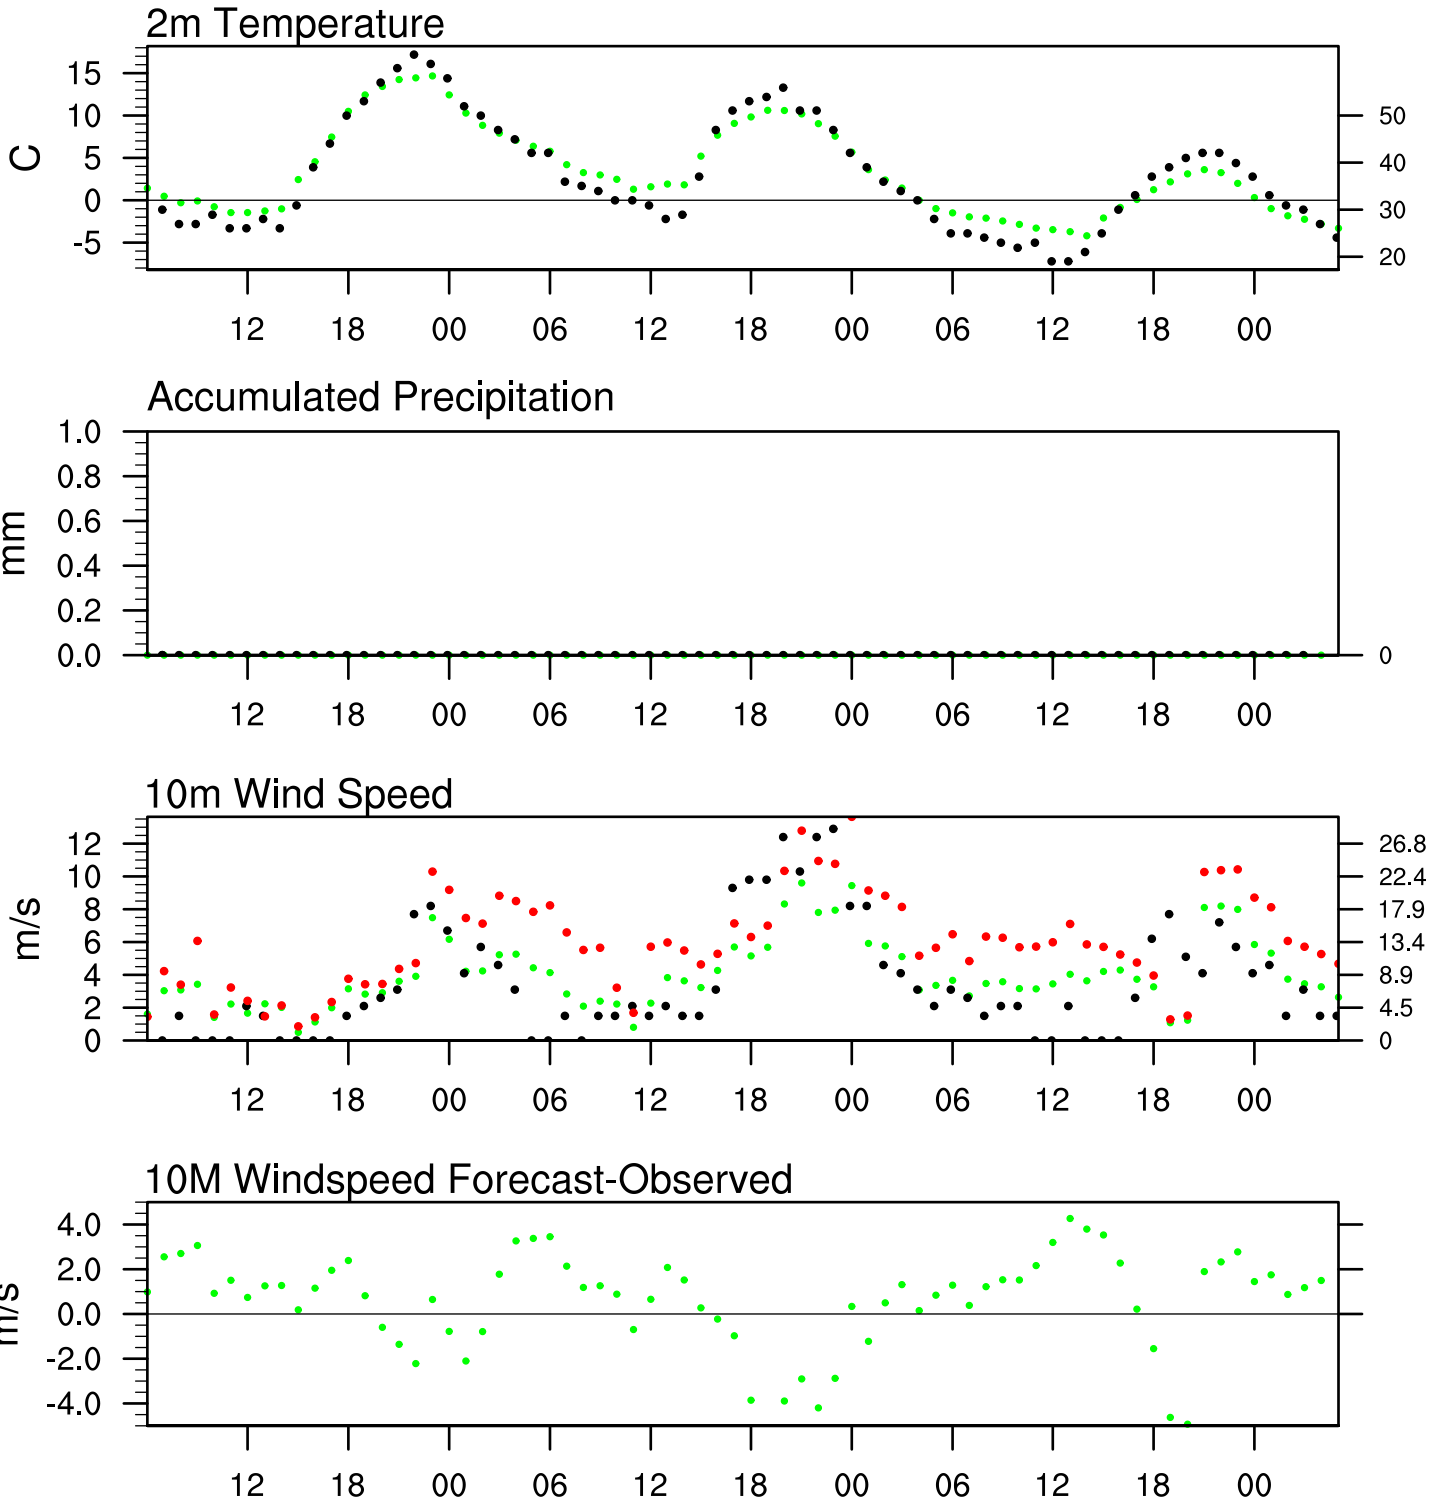 2m Temperature
15
10
5
0
-5
C
50
40
30
20
12 18 00 06 12 18 00 06 12 18 00
Accumulated Precipitation
1.0
0.8
0.6
0.4
0.2
0.0
mm
0
12 18 00 06 12 18 00 06 12 18 00
10m Wind Speed
12
10
8
6
4
2
0
m/s
26.8
22.4
17.9
13.4
8.9
4.5
0
12 18 00 06 12 18 00 06 12 18 00
10M Windspeed Forecast-Observed
4.0
2.0
0.0
-2.0
-4.0
m/s
12 18 00 06 12 18 00 06 12 18 00